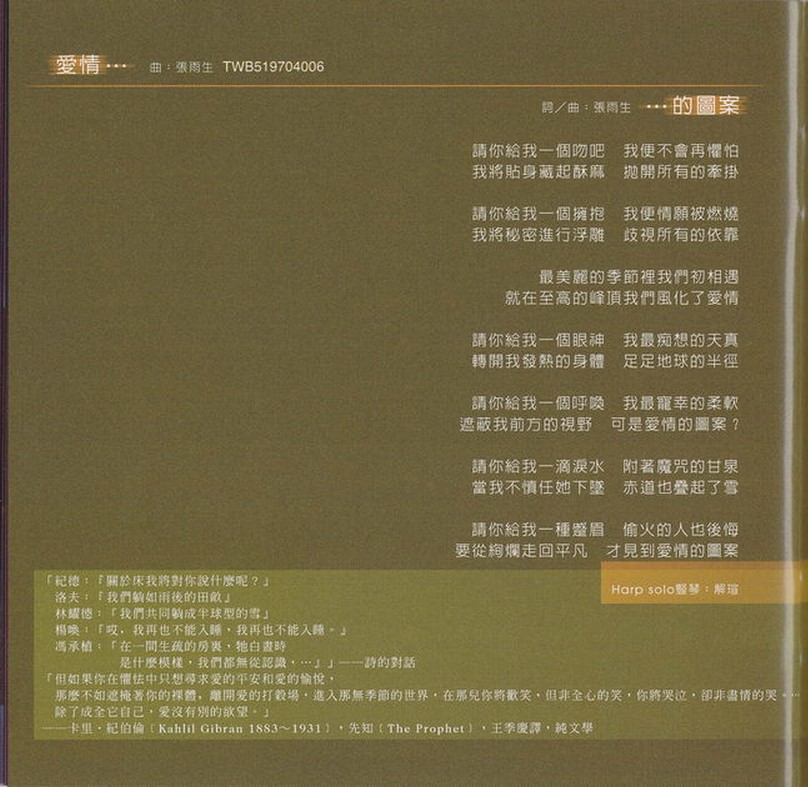 愛情… 曲：張雨生 TWB519704006
詞／曲：張雨生 …的圖案
請你給我一個吻吧　我便不會再懼怕
我將貼身藏起酥麻　拋開所有的牽掛
請你給我一個擁抱　我便情願被燃燒
我將秘密進行浮雕　歧視所有的依靠
最美麗的季節裡我們初相遇
就在至高的峰頂我們風化了愛情
請你給我一個眼神　我最痴想的天真
轉開我發熱的身體　足足地球的半徑
請你給我一個呼喚　我最寵幸的柔軟
遮蔽我前方的視野　可是愛情的圖案？
請你給我一滴淚水　附著魔咒的甘泉
當我不慎任她下墜　赤道也疊起了雪
請你給我一種蹙眉　偷火的人也後悔
要從絢爛走回平凡　才見到愛情的圖案
Harp solo豎琴：解瑄
「紀德：『關於床我將對你說什麼呢？』
洛夫：『我們躺如雨後的田畝』
林耀德：「我們共同躺成半球型的雪』
楊喚：『哎，我再也不能入睡，我再也不能入睡。』
馮承植：「在一間生疏的房裏，牠白晝時
是什麼模樣，我們都無從認識，…』」——詩的對話
「但如果你在懼怯中只想尋求愛的平安和愛的愉悅，
那麼不如遮掩著你的裸體，離開愛的打穀場，進入那無季節的世界，在那兒你將歡笑，但非全心的笑，你將哭泣，卻非盡情的哭。…
除了成全它自己，愛沒有別的欲望。」
——卡里·紀伯倫〔Kahlil Gibran 1883～1931〕，先知〔The Prophet〕，王季慶譯，純文學